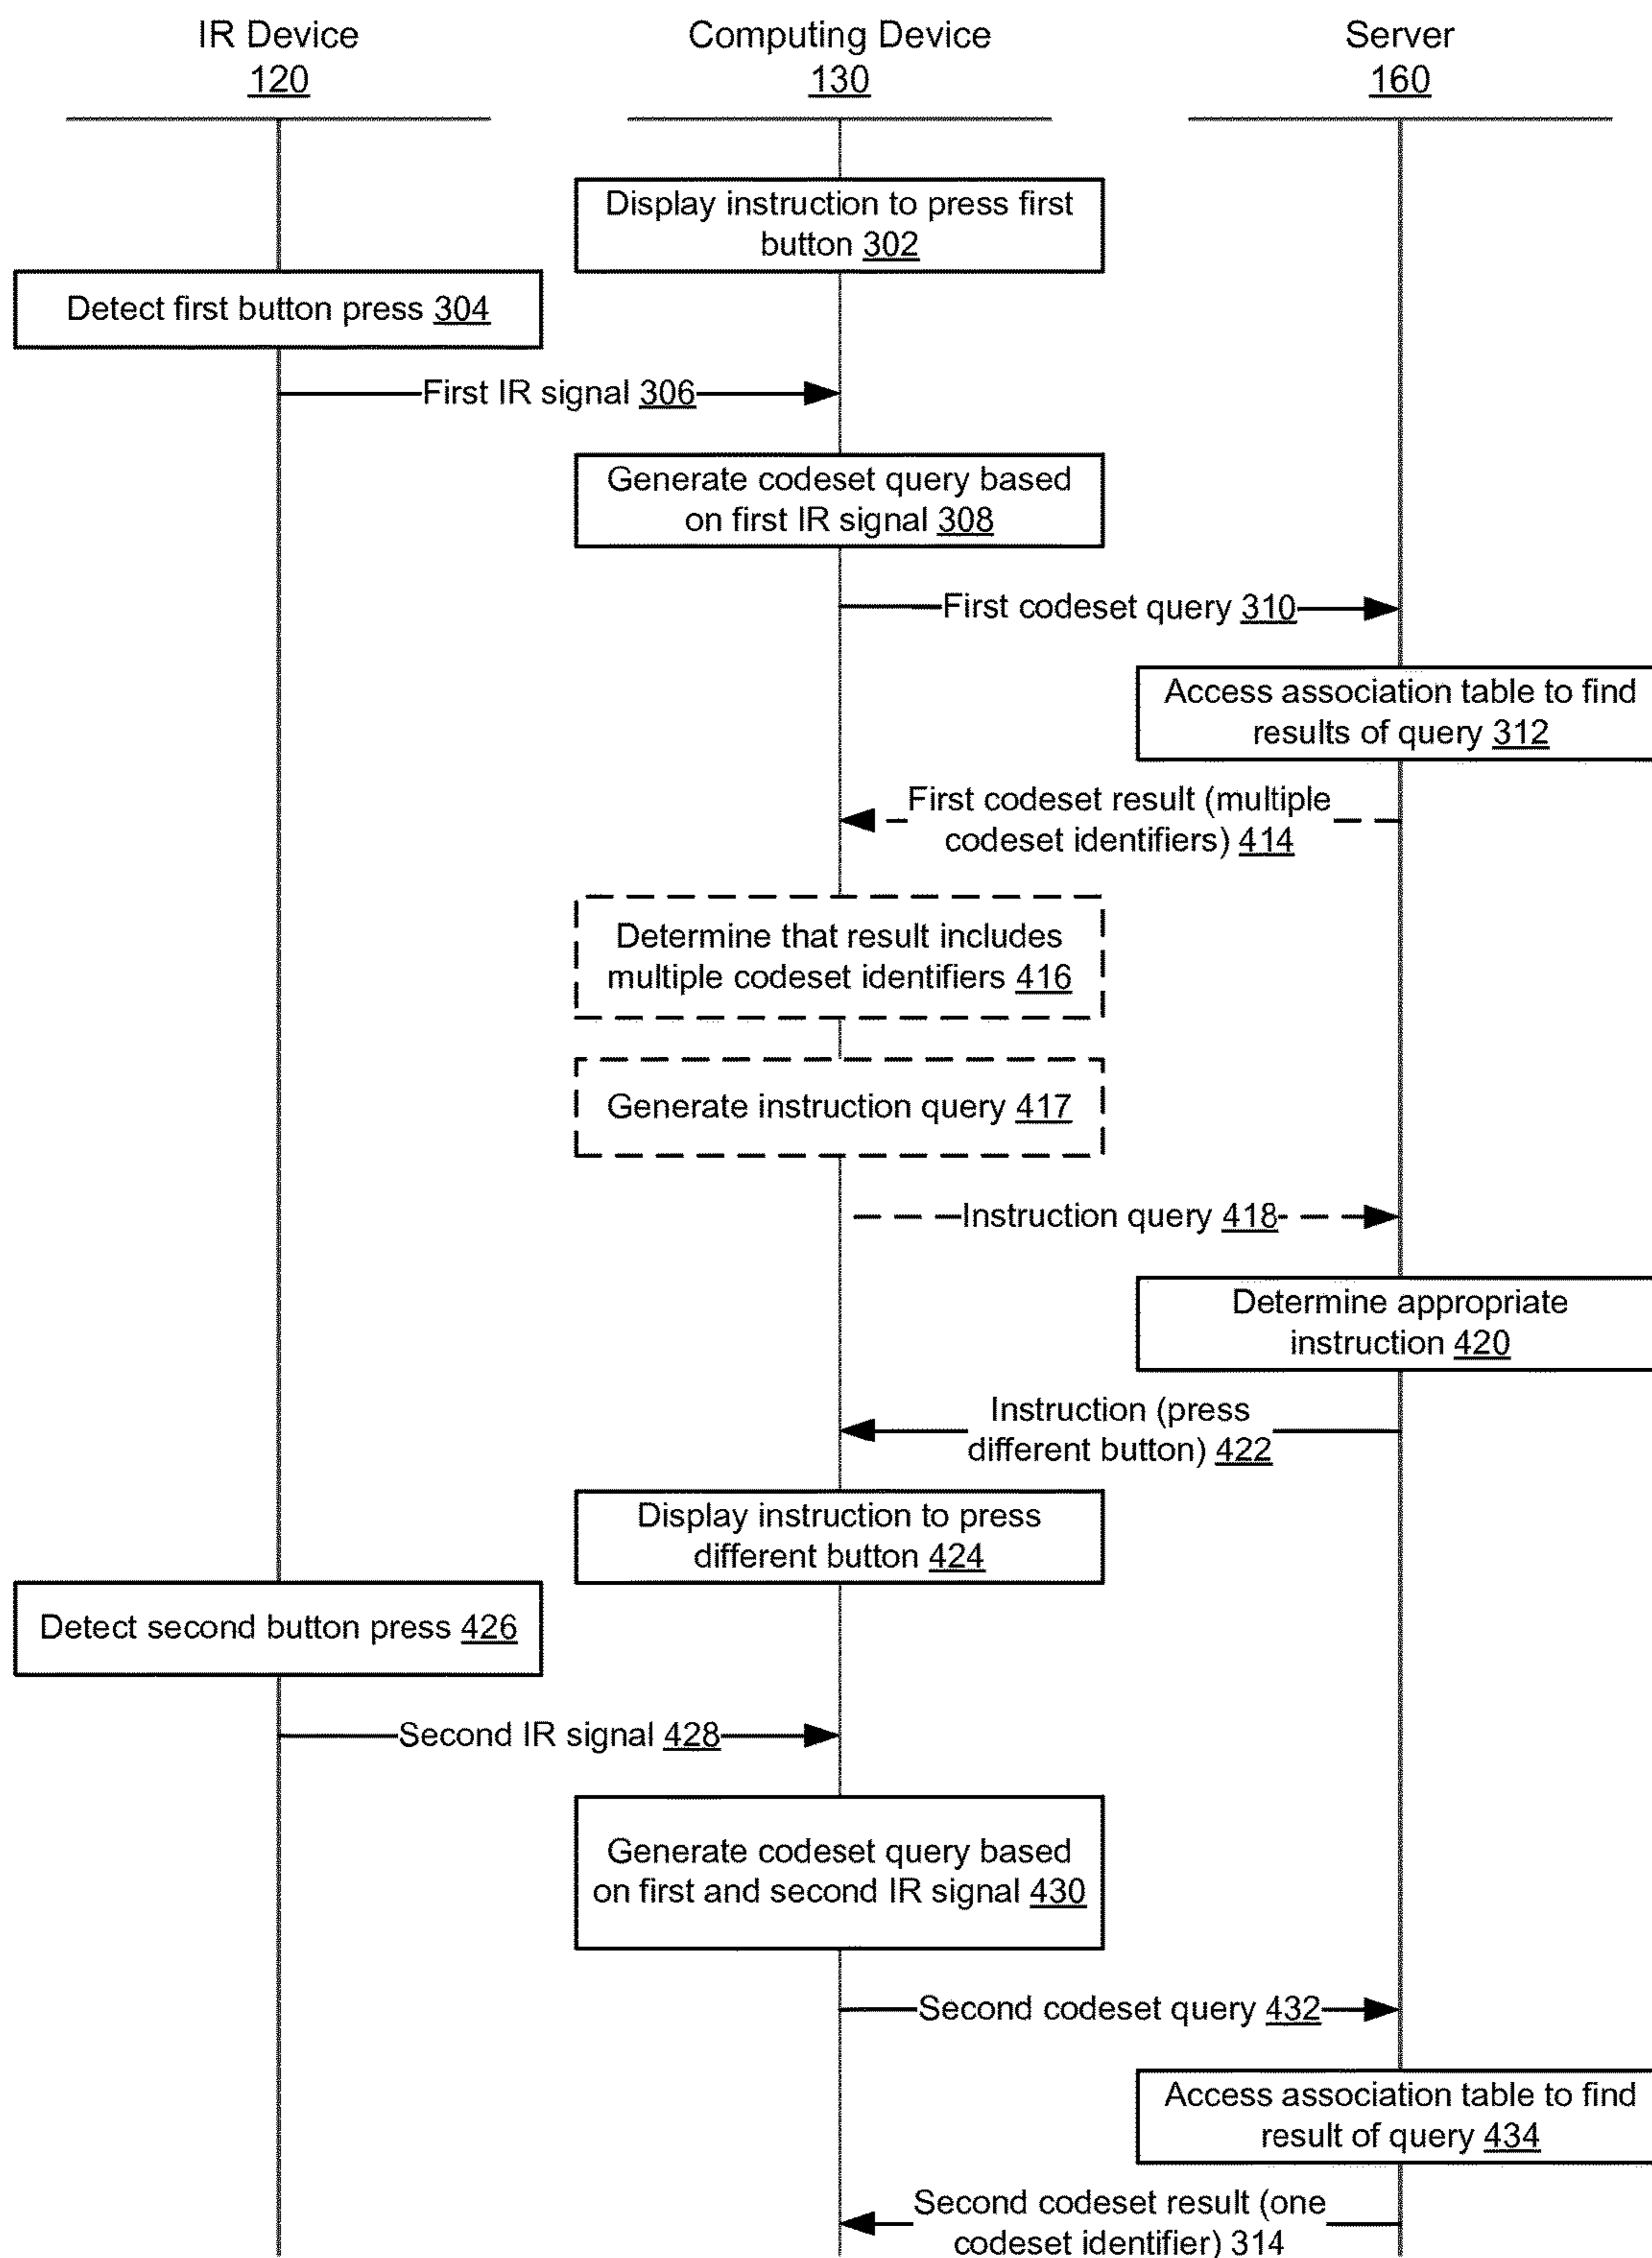 IR Device
120
Computing Device
130
Server
160
Display instruction to press first
button 302
Detect first button press 304
First IR signal 306
Generate codeset query based
on first IR signal 308
First codeset query 310
Access association table to find
results of query 312
First codeset result (multiple
codeset identifiers) 414
Determine that result includes
multiple codeset identifiers 416
Generate instruction query 417
Instruction query 418
Determine appropriate
instruction 420
Instruction (press
different button) 422
Display instruction to press
different button 424
Detect second button press 426
Second IR signal 428
Generate codeset query based
on first and second IR signal 430
Second codeset query 432
Access association table to find
result of query 434
Second codeset result (one
codeset identifier) 314